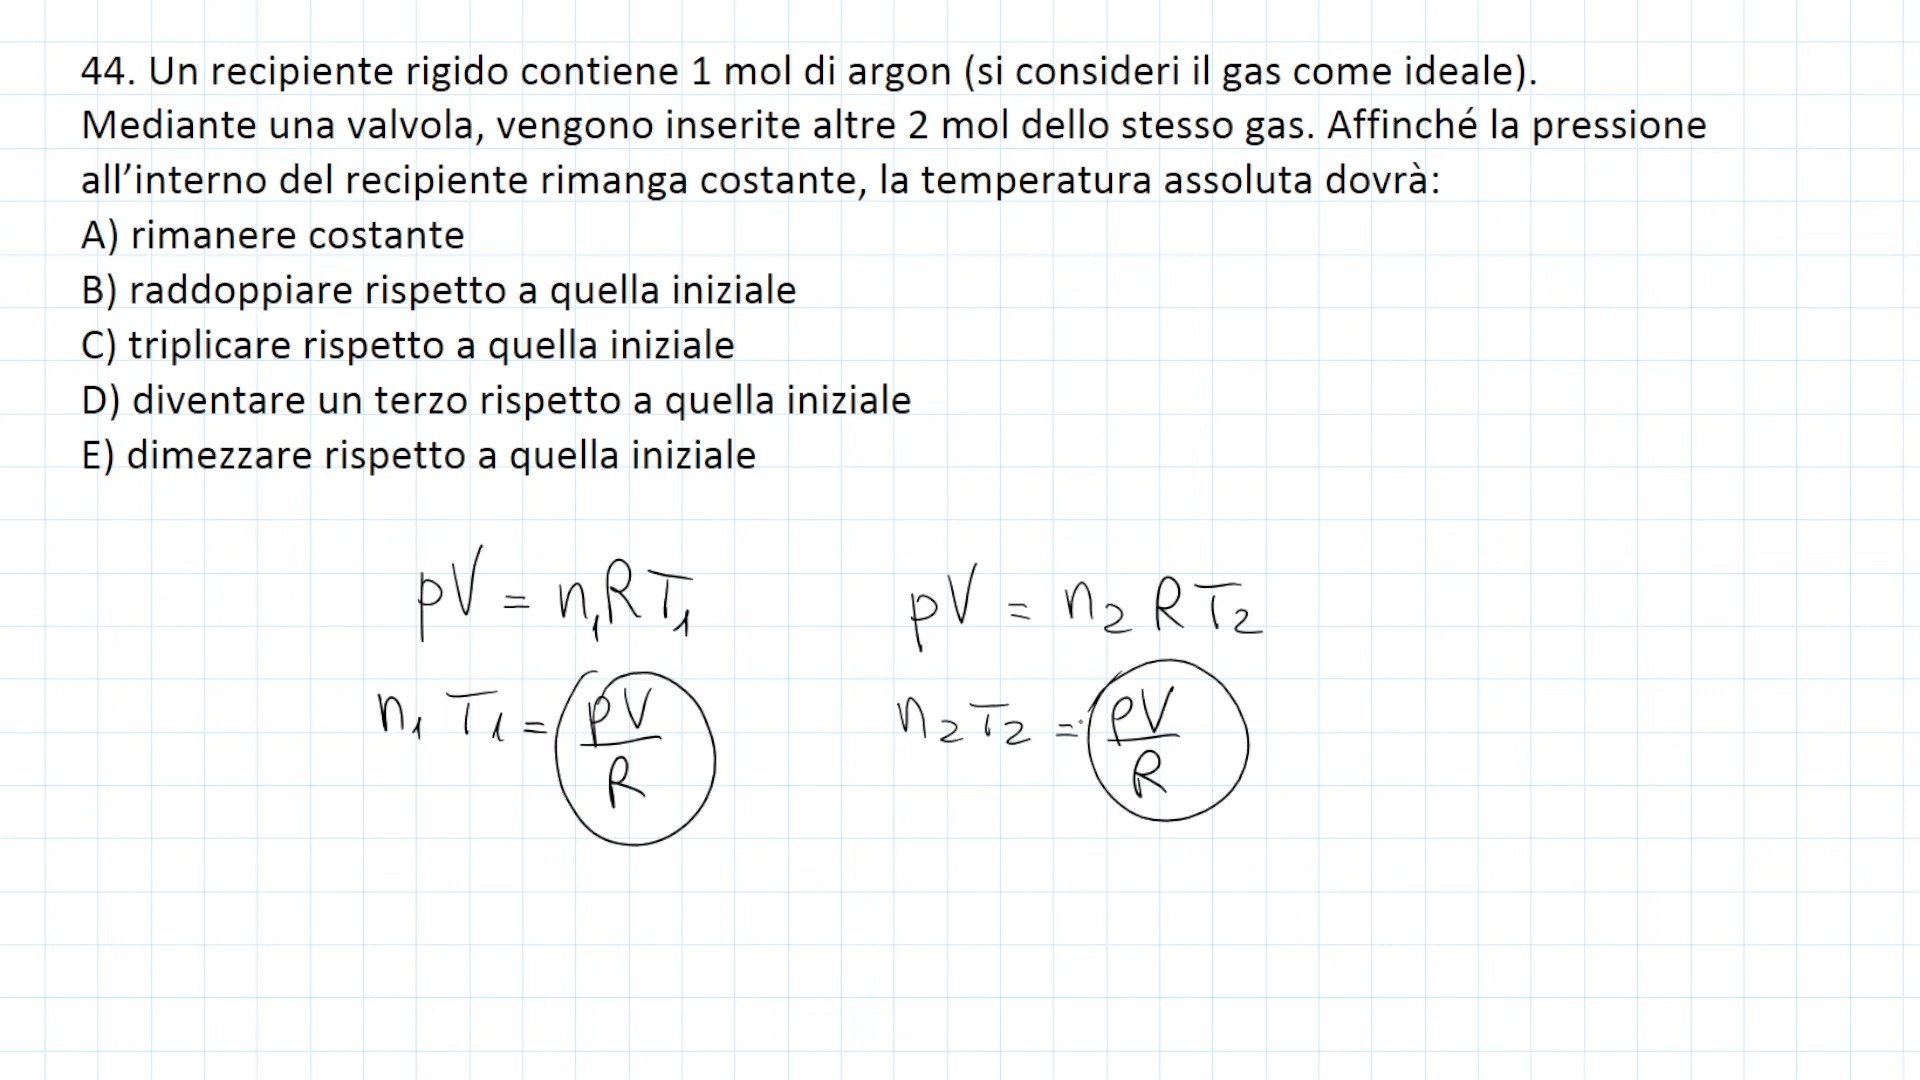 44. Un recipiente rigido contiene 1 mol di argon (si consideri il gas come ideale).
Mediante una valvola, vengono inserite altre 2 mol dello stesso gas. Affinché la pressione
all’interno del recipiente rimanga costante, la temperatura assoluta dovrà:
A) rimanere costante
B) raddoppiare rispetto a quella iniziale
C) triplicare rispetto a quella iniziale
D) diventare un terzo rispetto a quella iniziale
E) dimezzare rispetto a quella iniziale
pV = n₁RT₁ pV = n₂RT₂
n₁T₁ = pV/R n₂T₂ = pV/R